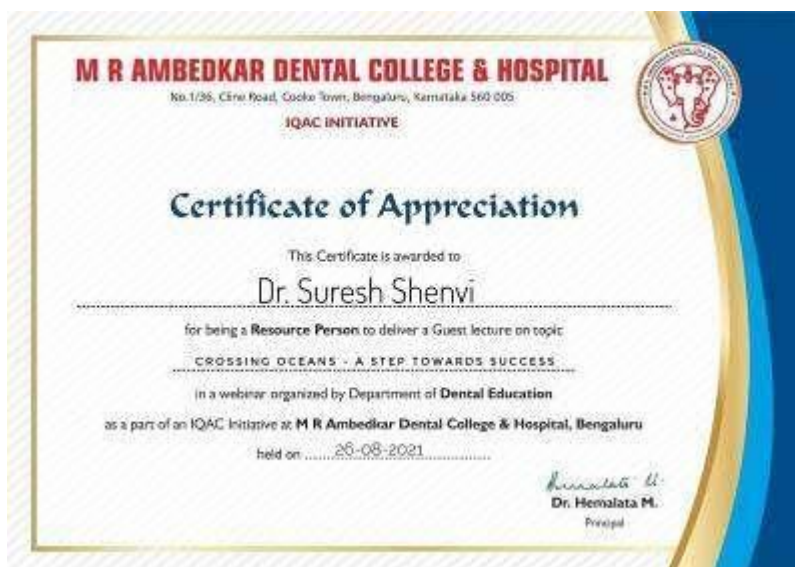 M R AMBEDKAR DENTAL COLLEGE & HOSPITAL
No.1/36, Cline Road, Cooke Town, Bengaluru, Karnataka 560 005
IQAC INITIATIVE
Certificate of Appreciation
This Certificate is awarded to
Dr. Suresh Shenvi
for being a Resource Person to deliver a Guest lecture on topic
CROSSING OCEANS - A STEP TOWARDS SUCCESS
in a webinar organized by Department of Dental Education
as a part of an IQAC Initiative at M R Ambedkar Dental College & Hospital, Bengaluru
held on ........26-08-2021................
Hemalata M.
Dr. Hemalata M.
Principal